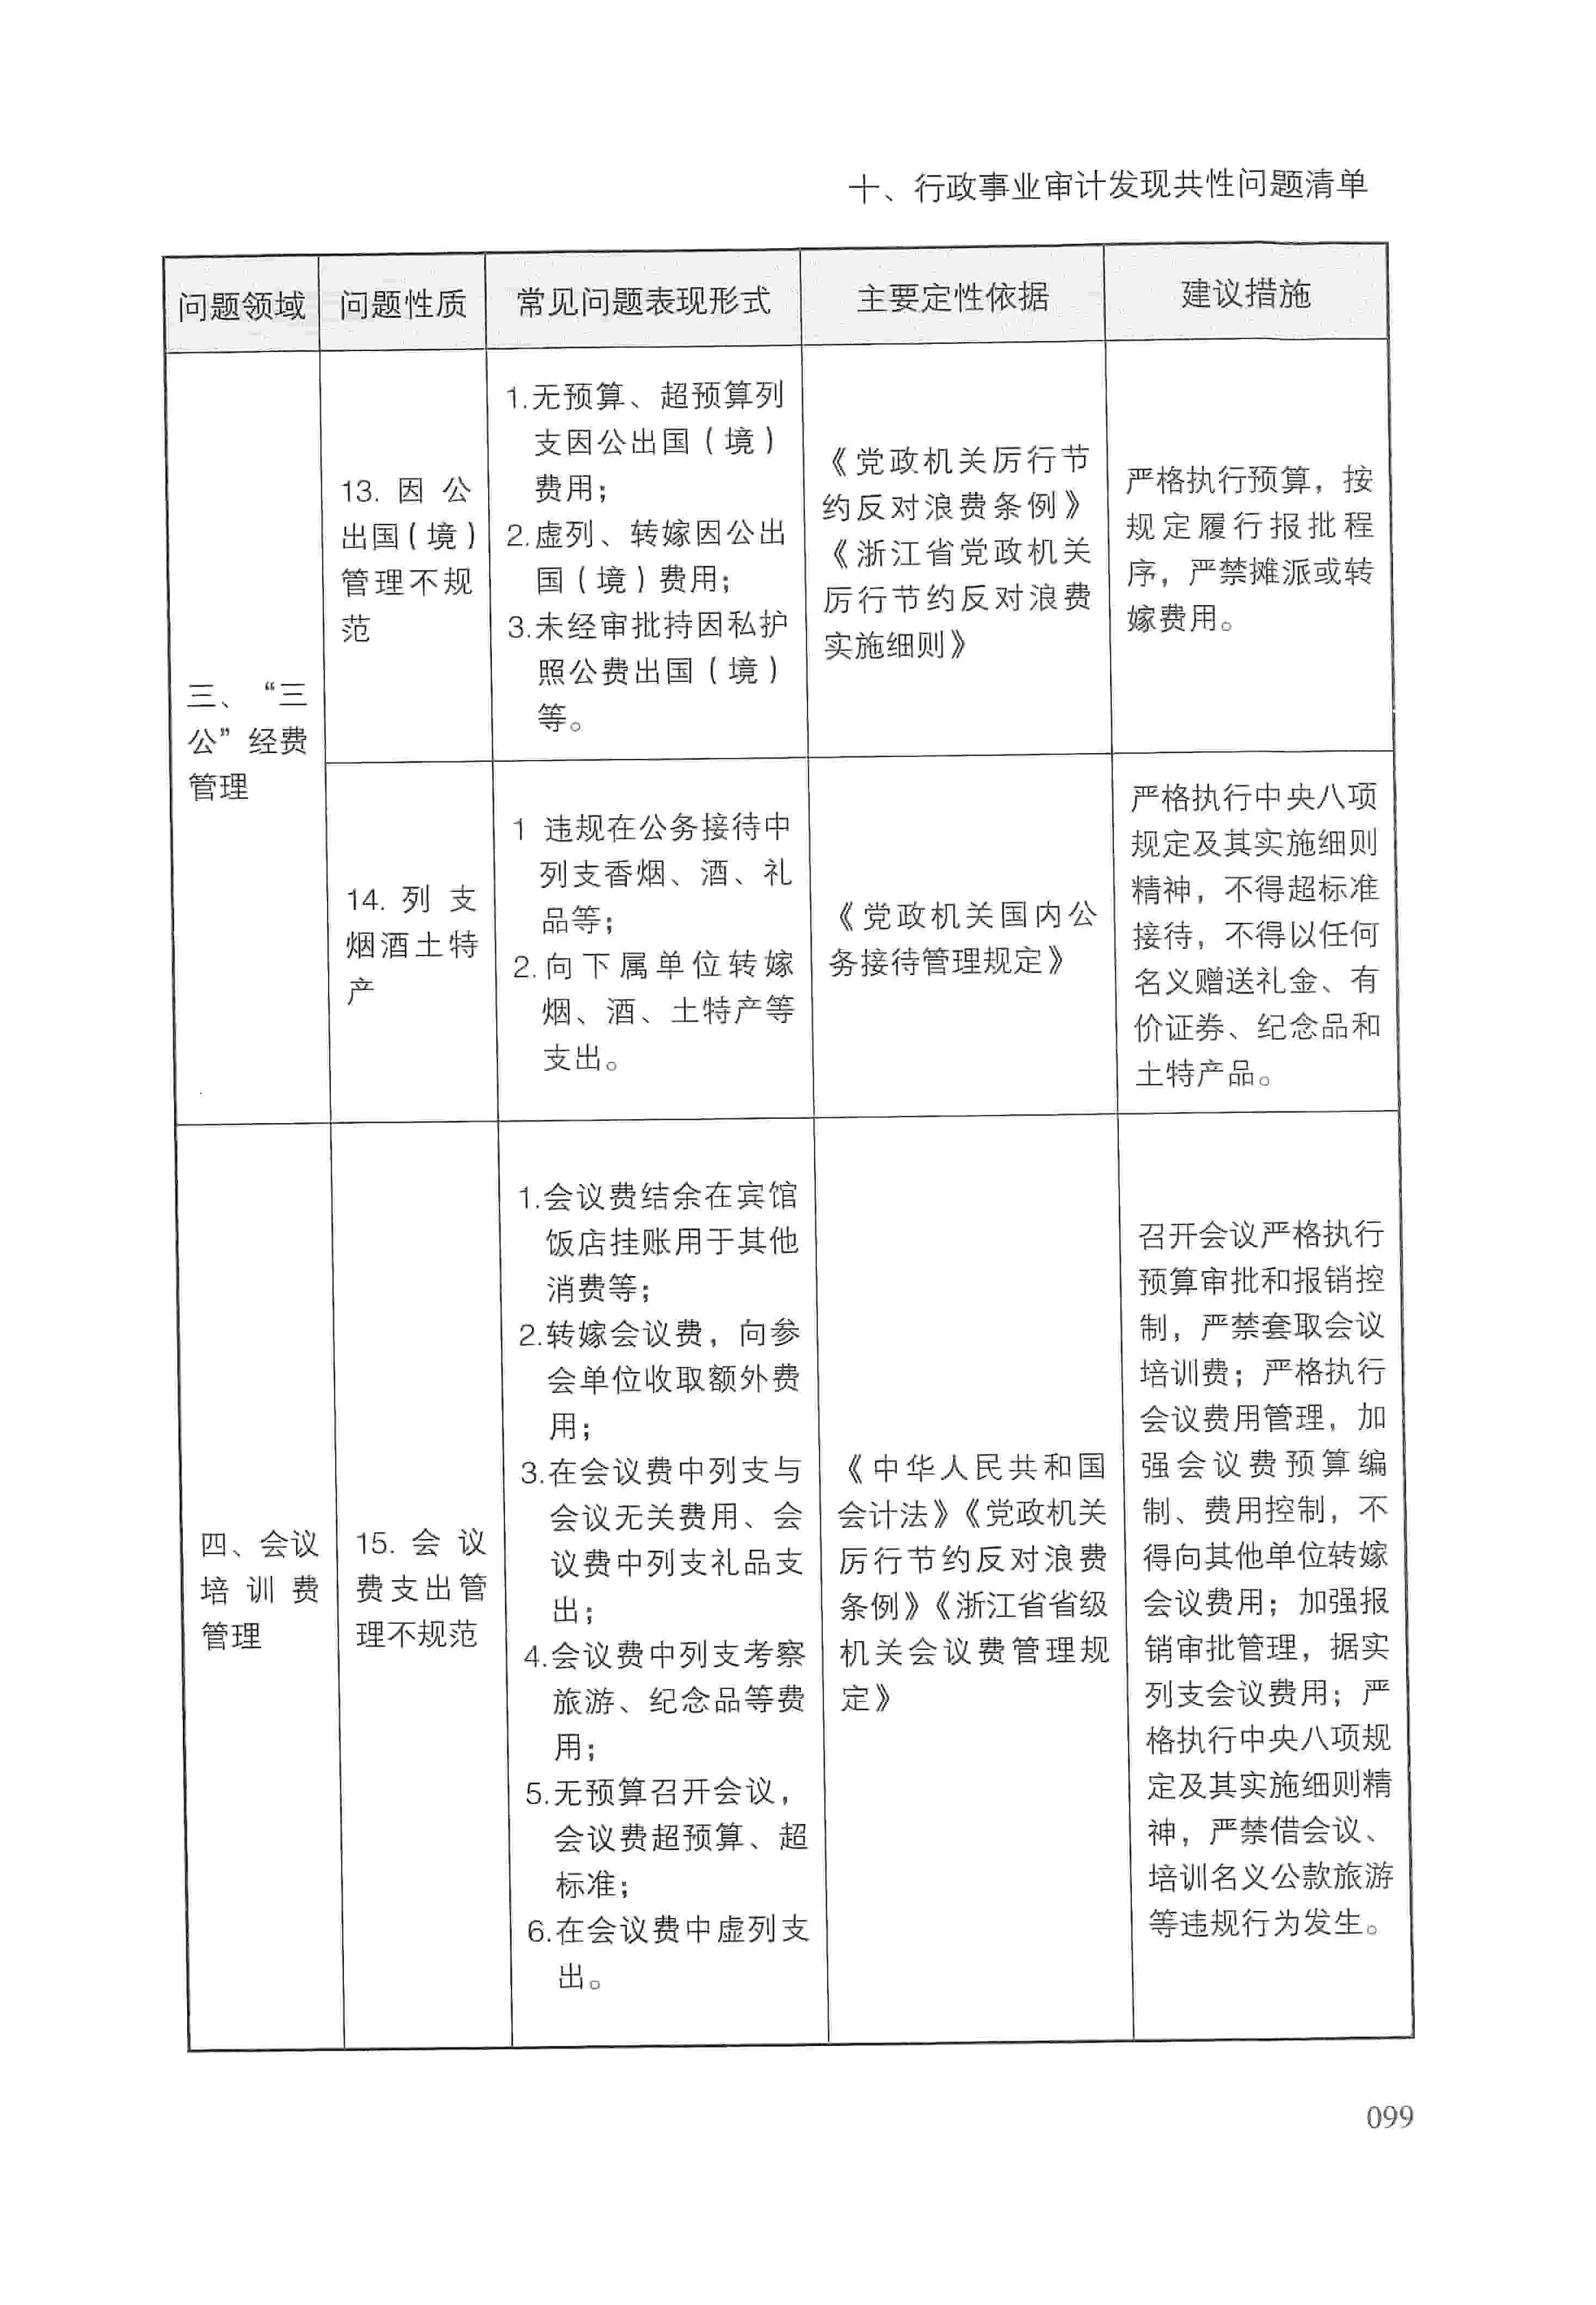 十、行政事业审计发现共性问题清单
问题领域
问题性质
常见问题表现形式
主要定性依据
建议措施
三、“三
公”经费
管理
13. 因公
出国（境）
管理不规
范
1.无预算、超预算列
支因公出国（境）
费用；
2.虚列、转嫁因公出
国（境）费用；
3.未经审批持因私护
照公费出国（境）
等。
《党政机关厉行节
约反对浪费条例》
《浙江省党政机关
厉行节约反对浪费
实施细则》
严格执行预算，按
规定履行报批程
序，严禁摊派或转
嫁费用。
14. 列支
烟酒土特
产
1 违规在公务接待中
列支香烟、酒、礼
品等；
2.向下属单位转嫁
烟、酒、土特产等
支出。
《党政机关国内公
务接待管理规定》
严格执行中央八项
规定及其实施细则
精神，不得超标准
接待，不得以任何
名义赠送礼金、有
价证券、纪念品和
土特产品。
四、会议
培训费
管理
15. 会议
费支出管
理不规范
1.会议费结余在宾馆
饭店挂账用于其他
消费等；
2.转嫁会议费，向参
会单位收取额外费
用；
3.在会议费中列支与
会议无关费用、会
议费中列支礼品支
出；
4.会议费中列支考察
旅游、纪念品等费
用；
5.无预算召开会议，
会议费超预算、超
标准；
6.在会议费中虚列支
出。
《中华人民共和国
会计法》《党政机关
厉行节约反对浪费
条例》《浙江省省级
机关会议费管理规
定》
召开会议严格执行
预算审批和报销控
制，严禁套取会议
培训费；严格执行
会议费用管理，加
强会议费预算编
制、费用控制，不
得向其他单位转嫁
会议费用；加强报
销审批管理，据实
列支会议费用；严
格执行中央八项规
定及其实施细则精
神，严禁借会议、
培训名义公款旅游
等违规行为发生。
099